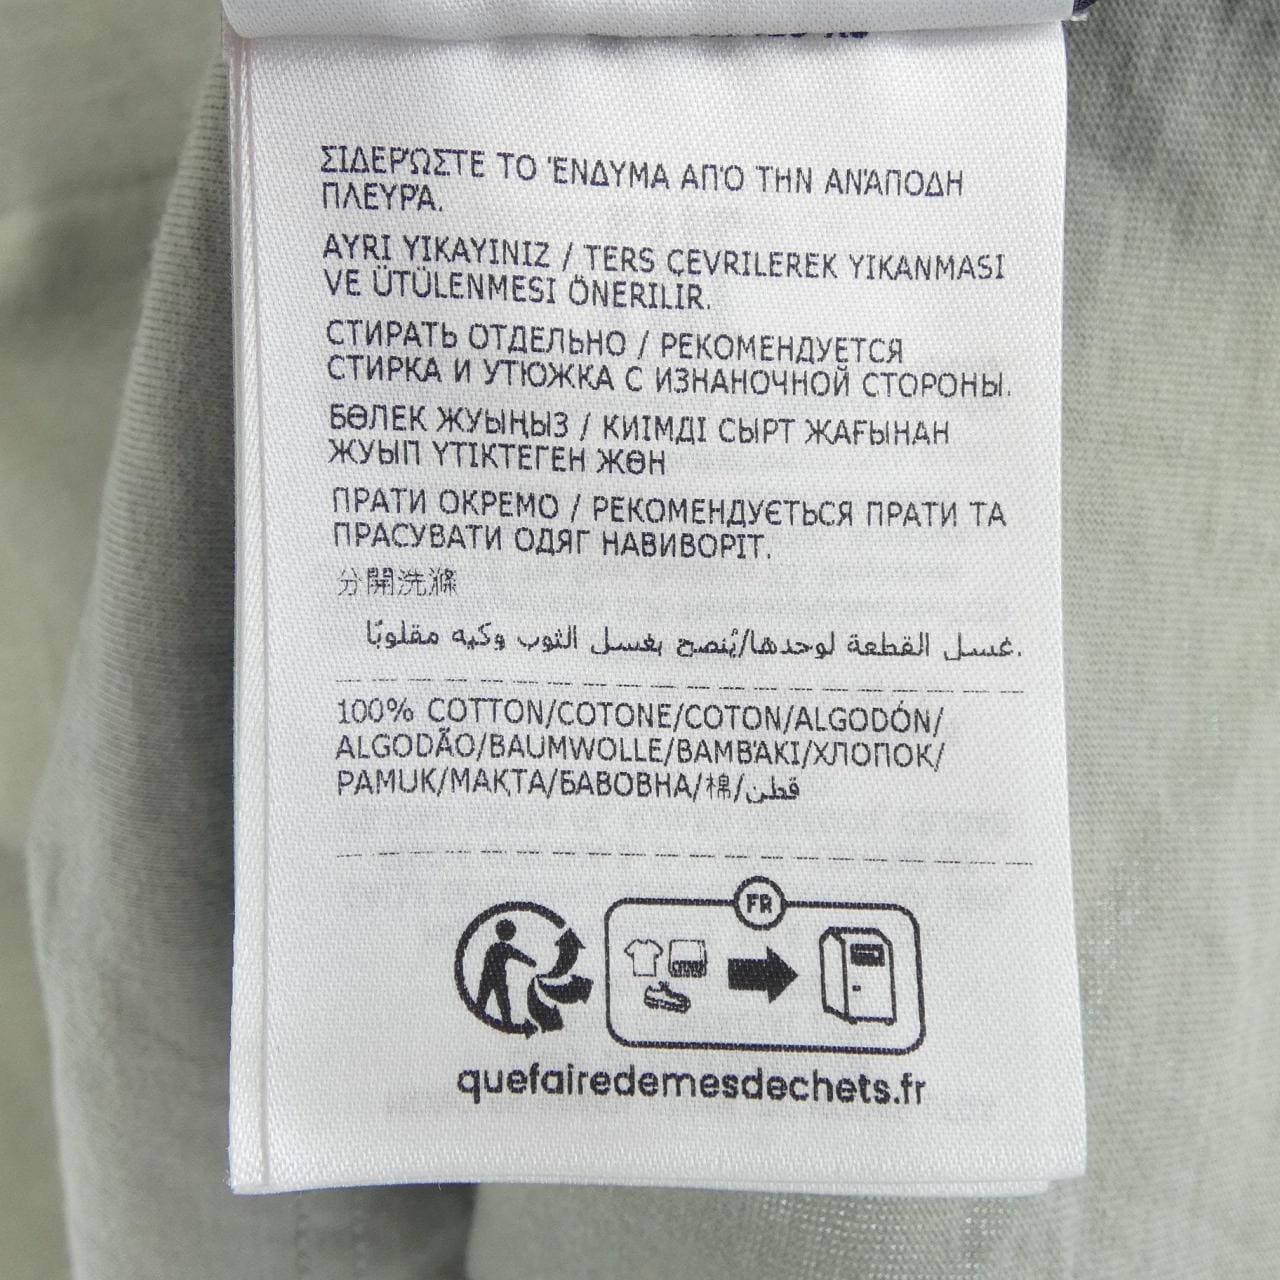 ΣΙΔΕΡΏΣΤΕ ΤΟ ΈΝΔΥΜΑ ΑΠΌ ΤΗΝ ΑΝΆΠΟΔΗ
ΠΛΕΥΡΆ.
AYRI YIKAYINIZ / TERS ÇEVRILEREK YIKANMASI
VE ÜTÜLENMESI ÖNERILIR.
СТИРАТЬ ОТДЕЛЬНО / РЕКОМЕНДУЕТСЯ
СТИРКА И УТЮЖКА С ИЗНАНОЧНОЙ СТОРОНЫ.
БӨЛЕК ЖУЫҢЫЗ / КИІМДІ СЫРТ ЖАҒЫНАН
ЖУЫП ҮТІКТЕГЕН ЖӨН
ПРАТИ ОКРЕМО / РЕКОМЕНДУЄТЬСЯ ПРАТИ ТА
ПРАСУВАТИ ОДЯГ НАВИВОРІТ.
分開洗滌
غسل القطعة لوحدها/يُنصح بغسل الثوب وكيه مقلوبًا.
100% COTTON/COTONE/COTON/ALGODÓN/
ALGODÃO/BAUMWOLLE/ΒΑΜΒΆΚΙ/ХЛОПОК/
PAMUK/МАҚТА/БАВОВНА/棉/قطن
FR
quefairedemesdechets.fr